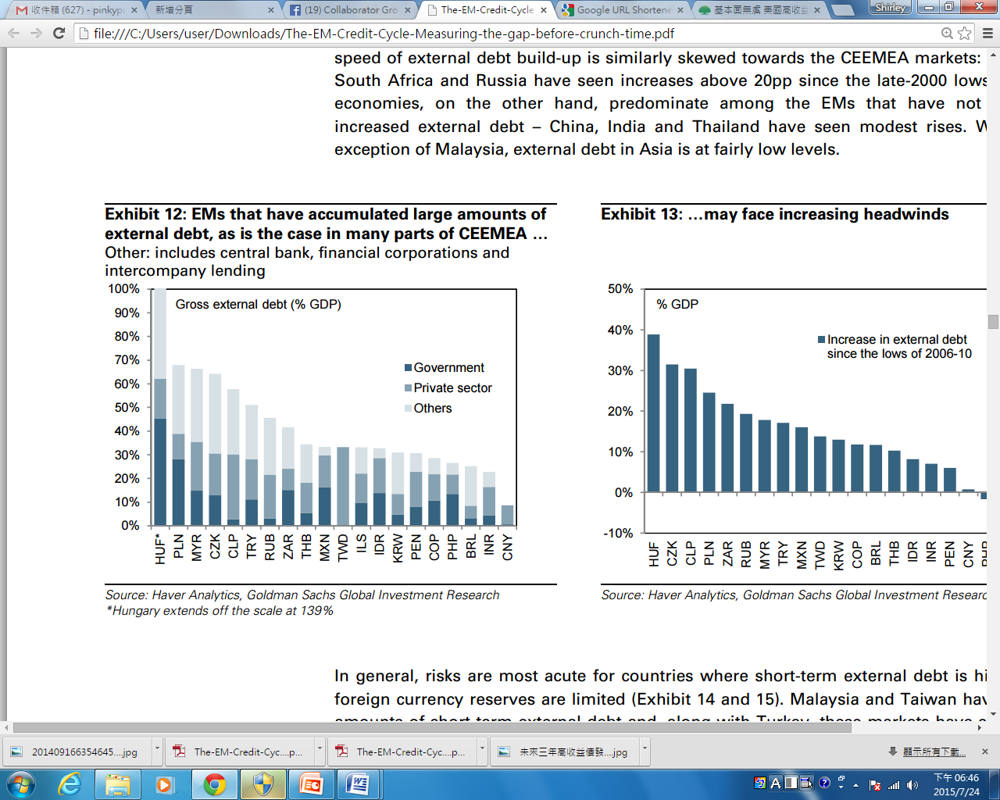 收件箱 (627) - pinkypu
新增分頁
(19) Collaborator Gro
The-EM-Credit-Cycle
Google URL Shortene
基本面無虞 美國高收益
Shirley
file:///C:/Users/user/Downloads/The-EM-Credit-Cycle-Measuring-the-gap-before-crunch-time.pdf
speed of external debt build-up is similarly skewed towards the CEEMEA markets:
South Africa and Russia have seen increases above 20pp since the late-2000 lows
economies, on the other hand, predominate among the EMs that have not
increased external debt – China, India and Thailand have seen modest rises. W
exception of Malaysia, external debt in Asia is at fairly low levels.
Exhibit 12: EMs that have accumulated large amounts of
external debt, as is the case in many parts of CEEMEA …
Other: includes central bank, financial corporations and
intercompany lending
100%
90%
80%
70%
60%
50%
40%
30%
20%
10%
0%
Gross external debt (% GDP)
Government
Private sector
Others
HUF*
PLN
MYR
CZK
CLP
TRY
RUB
ZAR
THB
MXN
TWD
ILS
IDR
KRW
PEN
COP
PHP
BRL
INR
CNY
Source: Haver Analytics, Goldman Sachs Global Investment Research
*Hungary extends off the scale at 139%
Exhibit 13: …may face increasing headwinds
50%
40%
30%
20%
10%
0%
-10%
% GDP
Increase in external debt
since the lows of 2006-10
HUF
CZK
CLP
PLN
ZAR
RUB
MYR
TRY
MXN
TWD
KRW
COP
BRL
THB
IDR
INR
PEN
CNY
PHP
Source: Haver Analytics, Goldman Sachs Global Investment Researc
In general, risks are most acute for countries where short-term external debt is hi
foreign currency reserves are limited (Exhibit 14 and 15). Malaysia and Taiwan hav
amounts of short-term external debt and, along with Turkey, these markets have s
201409166354645....jpg
The-EM-Credit-Cyc....p...
The-EM-Credit-Cyc....p...
未來三年高收益債發....jpg
顯示所有下載...
A
下午 06:46
2015/7/24